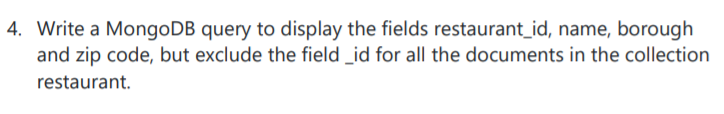 4. Write a MongoDB query to display the fields restaurant_id, name, borough
and zip code, but exclude the field _id for all the documents in the collection
restaurant.